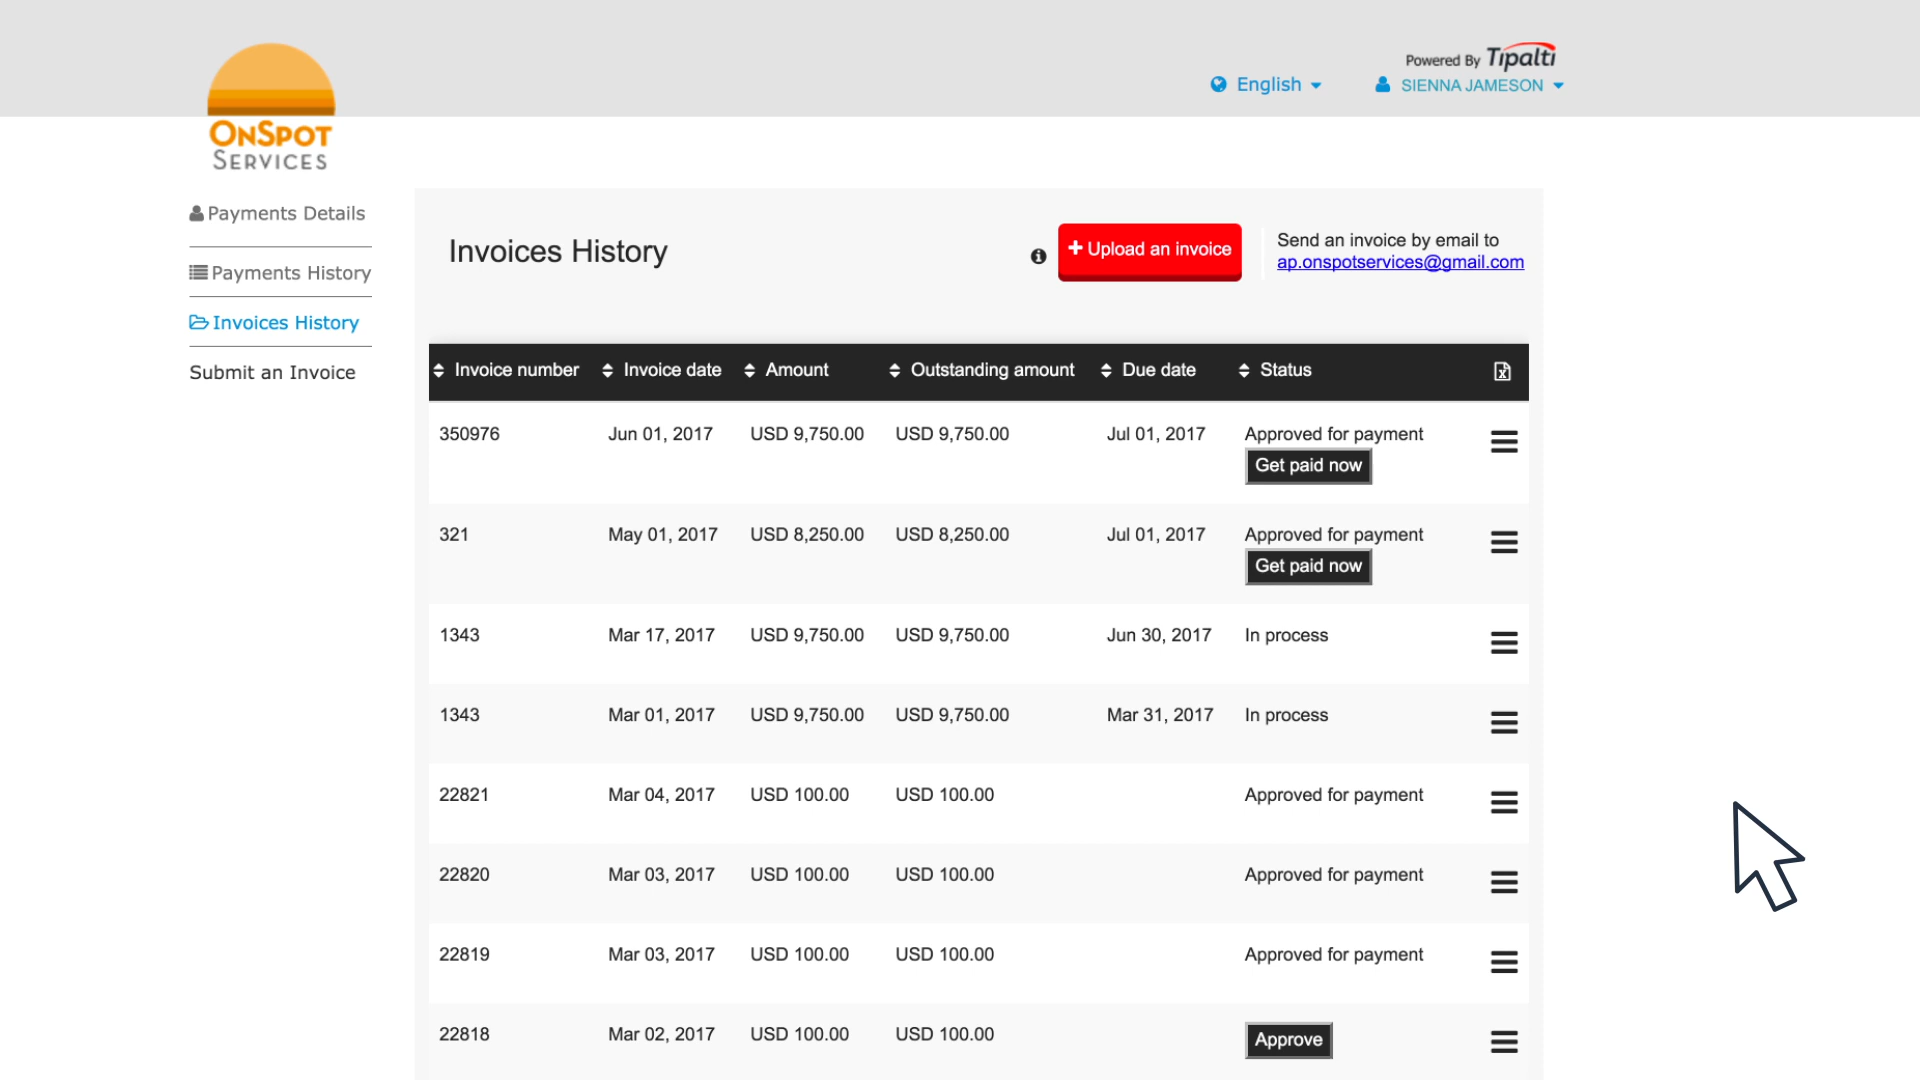 Powered By Tipalti
English
SIENNA JAMESON
ONSPOT
SERVICES
Payments Details
Payments History
Invoices History
Submit an Invoice
Invoices History
Upload an invoice
Send an invoice by email to
ap.onspotservices@gmail.com
Invoice number Invoice date Amount Outstanding amount Due date Status
350976 Jun 01, 2017 USD 9,750.00 USD 9,750.00 Jul 01, 2017 Approved for payment
Get paid now
321 May 01, 2017 USD 8,250.00 USD 8,250.00 Jul 01, 2017 Approved for payment
Get paid now
1343 Mar 17, 2017 USD 9,750.00 USD 9,750.00 Jun 30, 2017 In process
1343 Mar 01, 2017 USD 9,750.00 USD 9,750.00 Mar 31, 2017 In process
22821 Mar 04, 2017 USD 100.00 USD 100.00 Approved for payment
22820 Mar 03, 2017 USD 100.00 USD 100.00 Approved for payment
22819 Mar 03, 2017 USD 100.00 USD 100.00 Approved for payment
22818 Mar 02, 2017 USD 100.00 USD 100.00 Approve